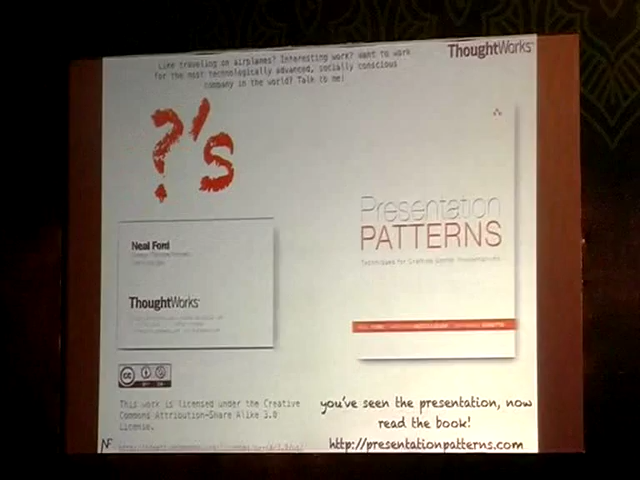 Like traveling on airplanes? Interesting work? Want to work
for the most technologically advanced, socially conscious
company in the world? Talk to me!
ThoughtWorks
?'s
Neal Ford
ThoughtWorks
Presentation
PATTERNS
Techniques for Crafting Better Presentations
This work is licensed under the Creative
Commons Attribution-Share Alike 3.0
License.
NF
you've seen the presentation, now
read the book!
http://presentationpatterns.com